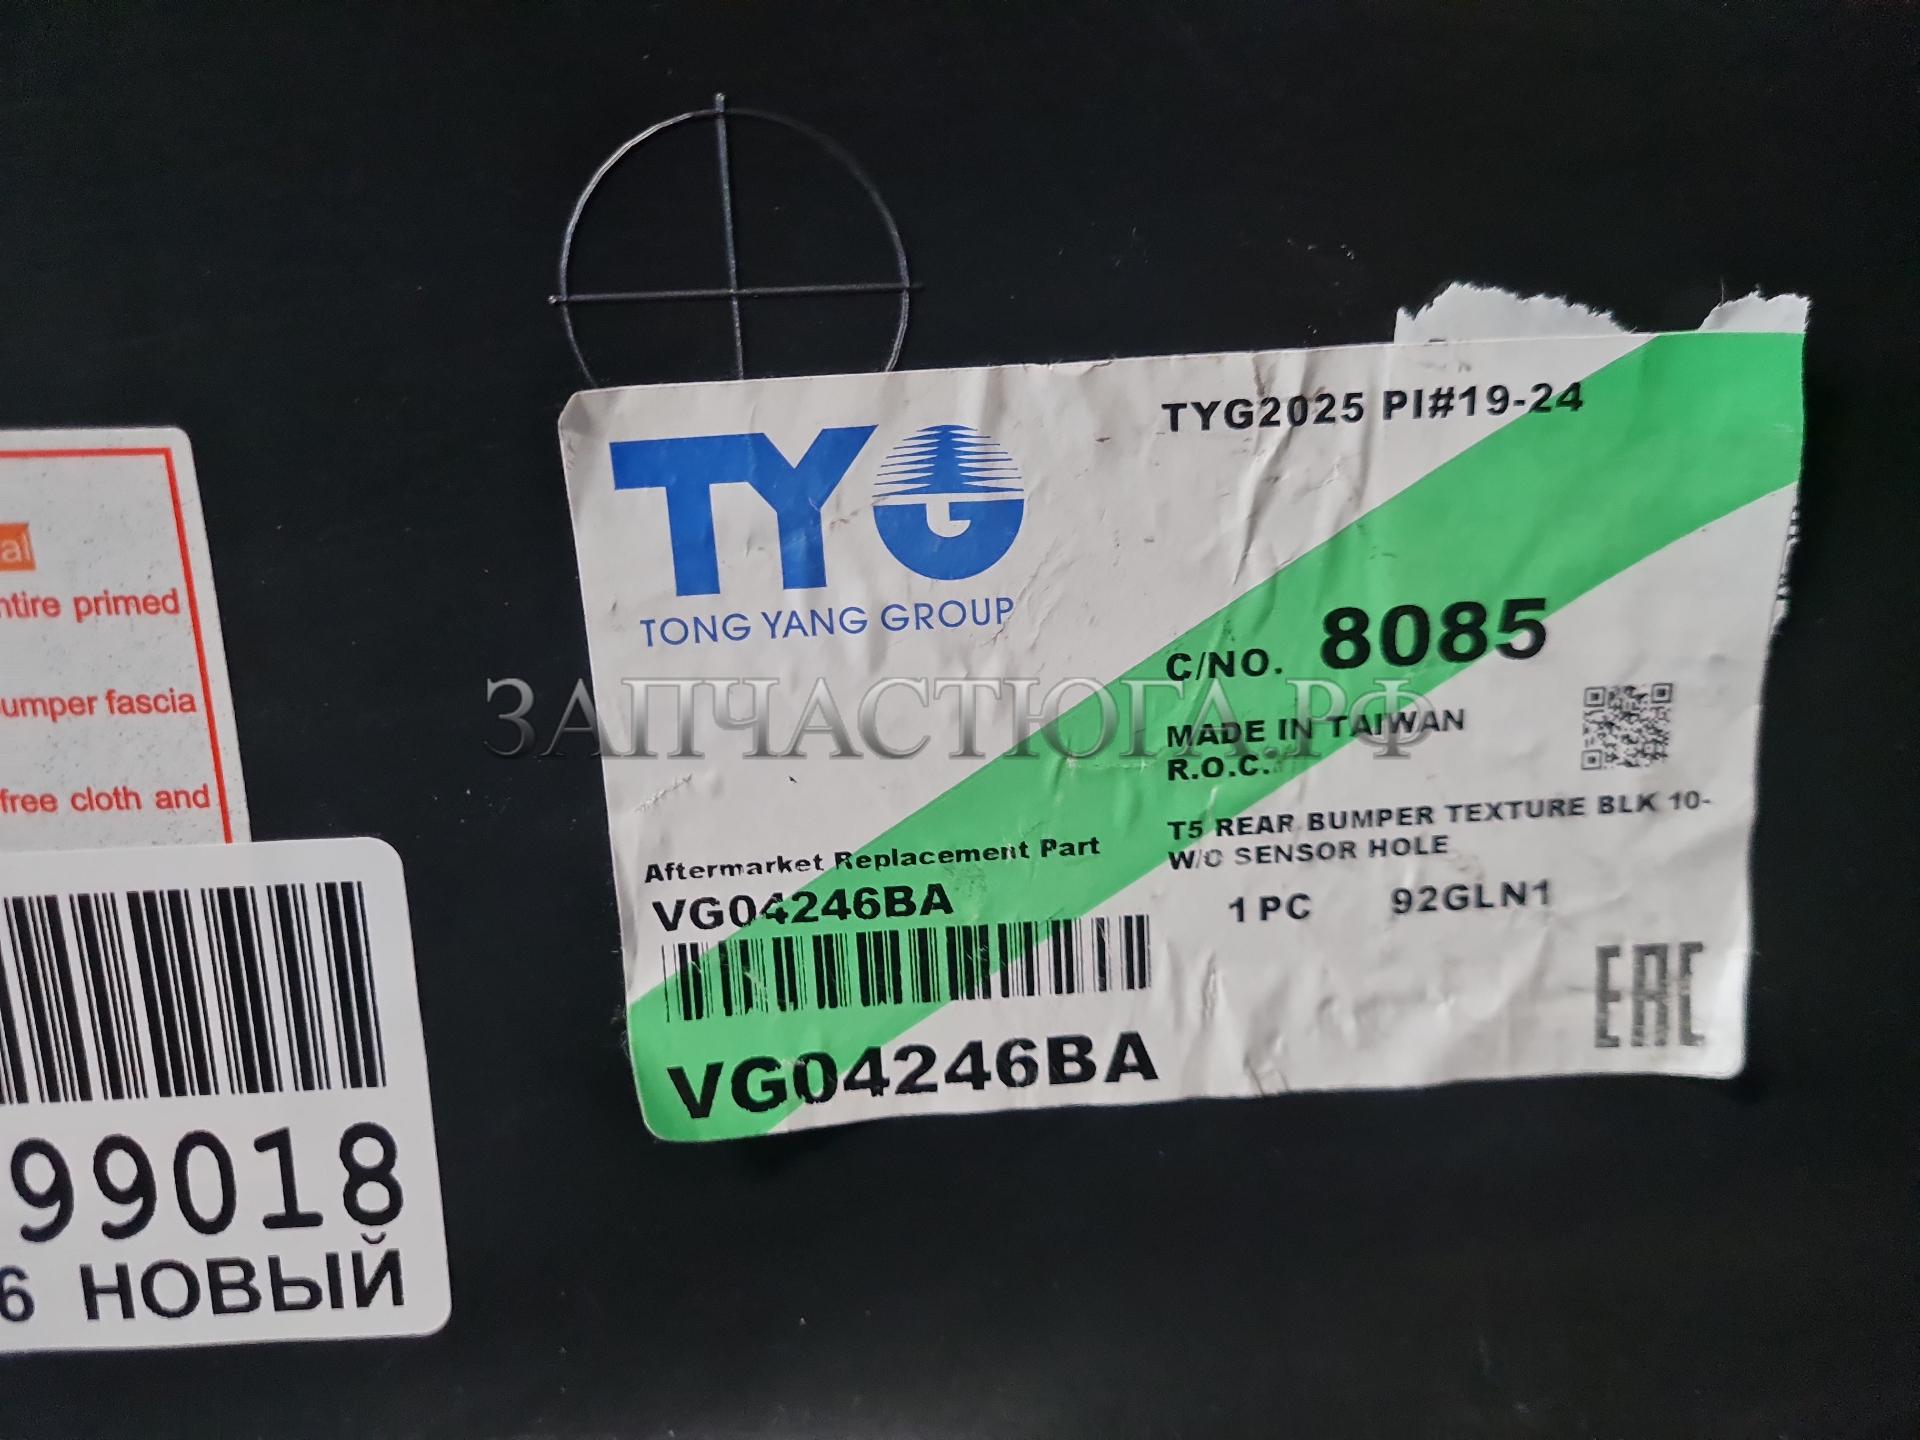 al
ntire primed
umper fascia
free cloth and
99018
6 НОВЫЙ
TYG
TONG YANG GROUP
TYG2025 PI#19-24
C/NO. 8085
MADE IN TAIWAN
R.O.C.
T5 REAR BUMPER TEXTURE BLK 10-
W/O SENSOR HOLE
1 PC 92GLN1
Aftermarket Replacement Part
VG04246BA
VG04246BA
EAC
ЗАПЧАСТЮГА.РФ